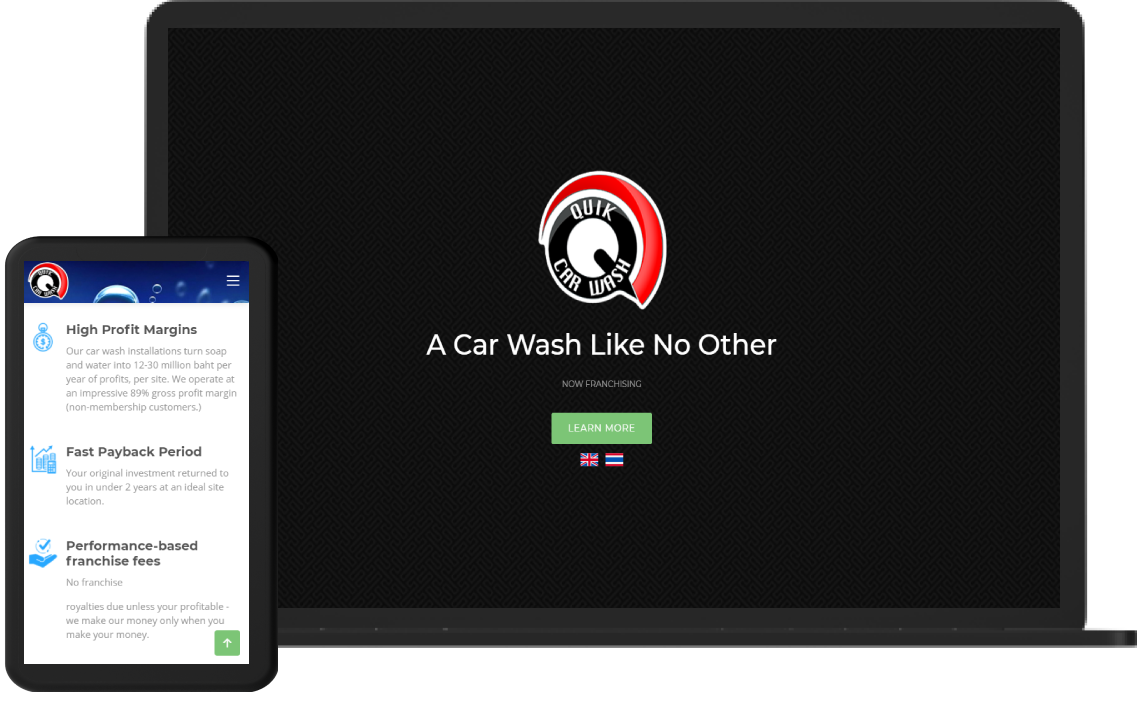 QUIK
CAR WASH
A Car Wash Like No Other
NOW FRANCHISING
LEARN MORE
QUIK
CAR WASH
High Profit Margins
Our car wash installations turn soap
and water into 12-30 million baht per
year of profits, per site. We operate at
an impressive 89% gross profit margin
(non-membership customers.)
Fast Payback Period
Your original investment returned to
you in under 2 years at an ideal site
location.
Performance-based
franchise fees
No franchise
royalties due unless your profitable -
we make our money only when you
make your money.